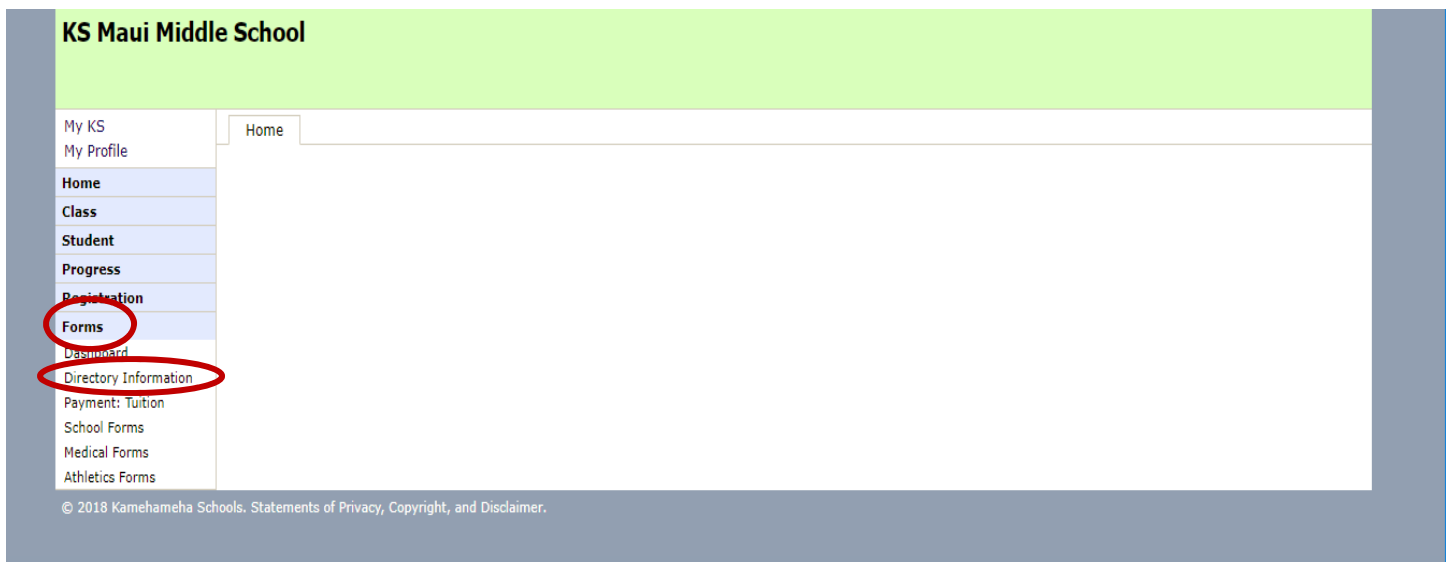 KS Maui Middle School
My KS
My Profile
Home
Home
Class
Student
Progress
Registration
Forms
Dashboard
Directory Information
Payment: Tuition
School Forms
Medical Forms
Athletics Forms
© 2018 Kamehameha Schools. Statements of Privacy, Copyright, and Disclaimer.